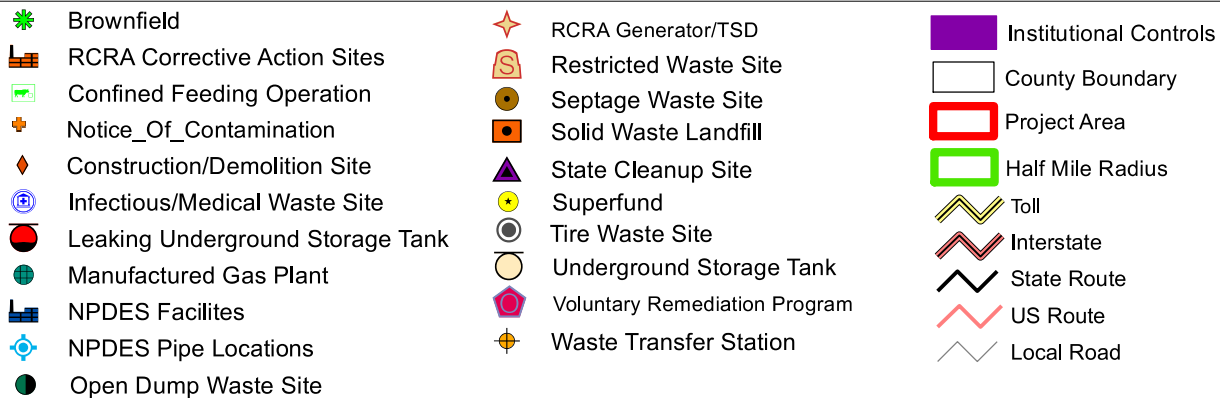 Brownfield
RCRA Corrective Action Sites
Confined Feeding Operation
Notice_Of_Contamination
Construction/Demolition Site
Infectious/Medical Waste Site
Leaking Underground Storage Tank
Manufactured Gas Plant
NPDES Facilites
NPDES Pipe Locations
Open Dump Waste Site
RCRA Generator/TSD
S
Restricted Waste Site
Septage Waste Site
Solid Waste Landfill
State Cleanup Site
Superfund
Tire Waste Site
Underground Storage Tank
Voluntary Remediation Program
Waste Transfer Station
Institutional Controls
County Boundary
Project Area
Half Mile Radius
Toll
Interstate
State Route
US Route
Local Road